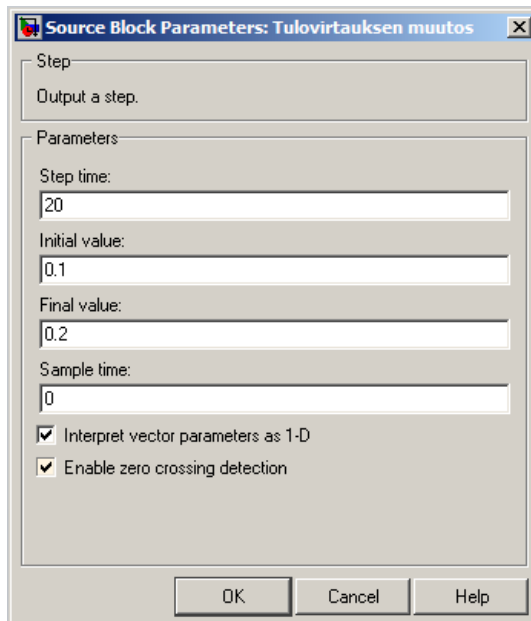 Source Block Parameters: Tulovirtauksen muutos
Step
Output a step.
Parameters
Step time:
20
Initial value:
0.1
Final value:
0.2
Sample time:
0
Interpret vector parameters as 1-D
Enable zero crossing detection
OK Cancel Help